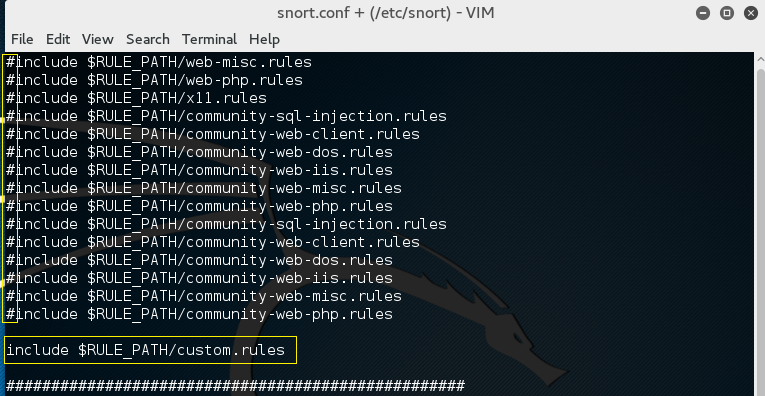 snort.conf + (/etc/snort) - VIM
File Edit View Search Terminal Help
#include $RULE_PATH/web-misc.rules
#include $RULE_PATH/web-php.rules
#include $RULE_PATH/x11.rules
#include $RULE_PATH/community-sql-injection.rules
#include $RULE_PATH/community-web-client.rules
#include $RULE_PATH/community-web-dos.rules
#include $RULE_PATH/community-web-iis.rules
#include $RULE_PATH/community-web-misc.rules
#include $RULE_PATH/community-web-php.rules
#include $RULE_PATH/community-sql-injection.rules
#include $RULE_PATH/community-web-client.rules
#include $RULE_PATH/community-web-dos.rules
#include $RULE_PATH/community-web-iis.rules
#include $RULE_PATH/community-web-misc.rules
#include $RULE_PATH/community-web-php.rules
include $RULE_PATH/custom.rules
###################################################